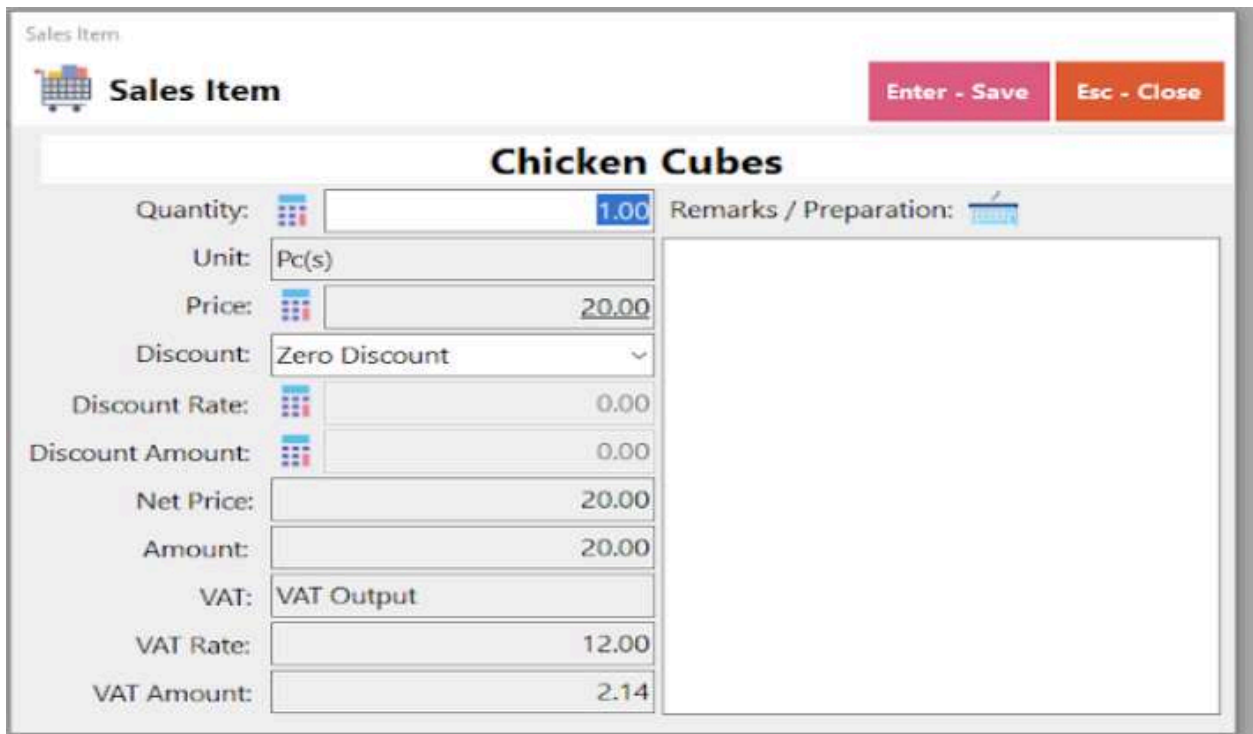 Sales Item
Sales Item
Enter - Save
Esc - Close
Chicken Cubes
Quantity: 1.00
Remarks / Preparation:
Unit: Pc(s)
Price: 20.00
Discount: Zero Discount
Discount Rate: 0.00
Discount Amount: 0.00
Net Price: 20.00
Amount: 20.00
VAT: VAT Output
VAT Rate: 12.00
VAT Amount: 2.14